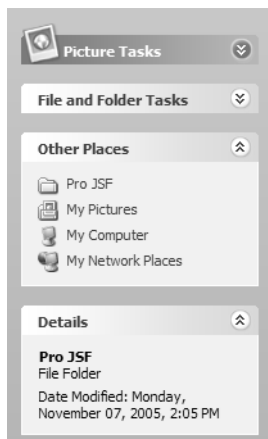 Picture Tasks
File and Folder Tasks
Other Places
Pro JSF
My Pictures
My Computer
My Network Places
Details
Pro JSF
File Folder
Date Modified: Monday,
November 07, 2005, 2:05 PM